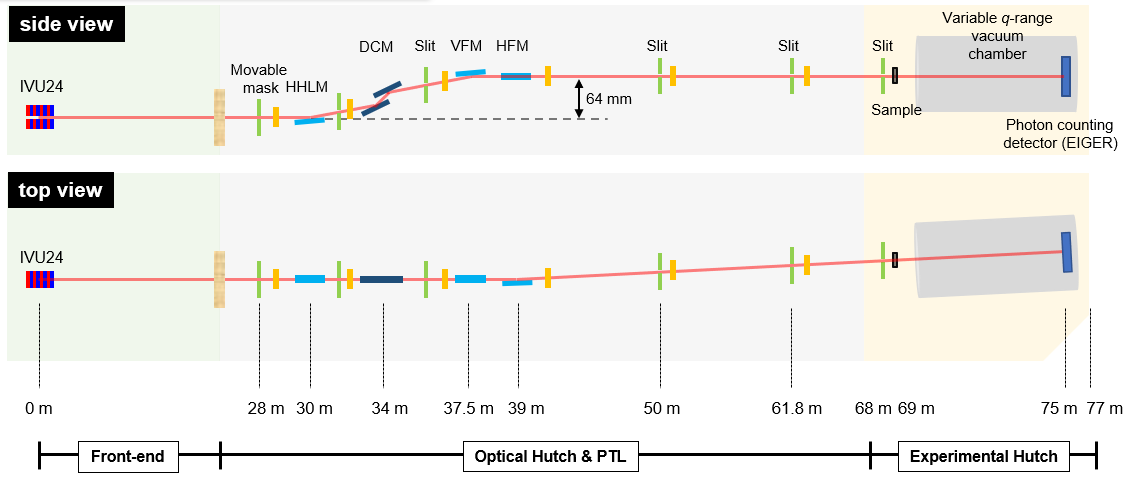 side view
IVU24
Movable
mask
HHLM
DCM
Slit
VFM
HFM
64 mm
Slit
Slit
Slit
Sample
Variable q-range
vacuum
chamber
Photon counting
detector (EIGER)
top view
IVU24
0 m
28 m
30 m
34 m
37.5 m
39 m
50 m
61.8 m
68 m
69 m
75 m
77 m
Front-end
Optical Hutch & PTL
Experimental Hutch